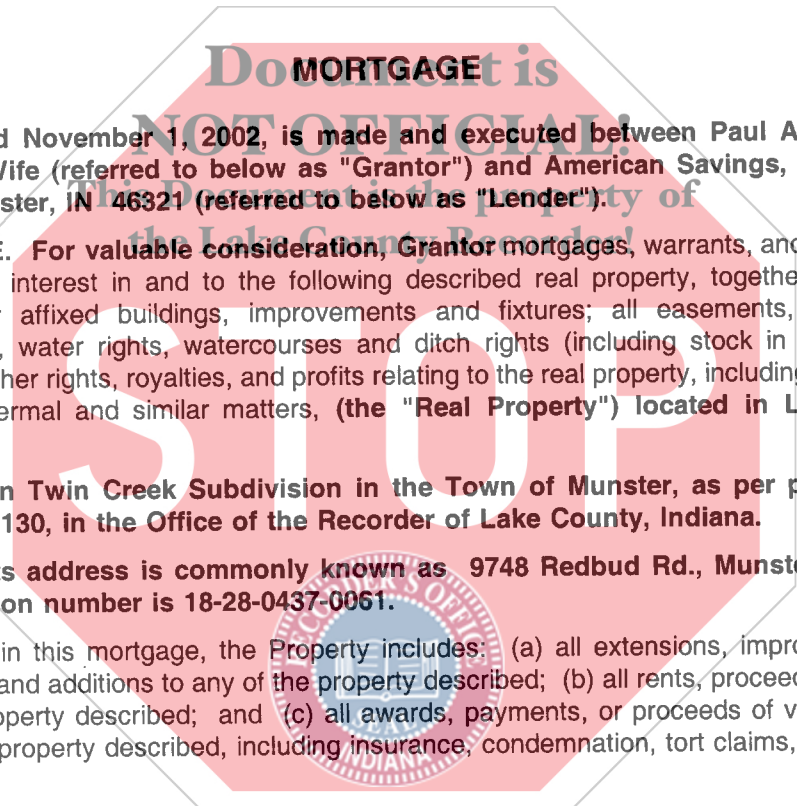 Document is
MORTGAGE
NOT OFFICIAL!
d November 1, 2002, is made and executed between Paul A
Wife (referred to below as "Grantor") and American Savings,
This Document is the property of
ster, IN 46321 (referred to below as "Lender").
the Lake County Recorder!
E. For valuable consideration, Grantor mortgages, warrants, and
interest in and to the following described real property, togethe
affixed buildings, improvements and fixtures; all easements,
, water rights, watercourses and ditch rights (including stock in
her rights, royalties, and profits relating to the real property, including
ermal and similar matters, (the "Real Property") located in L
STOP
n Twin Creek Subdivision in the Town of Munster, as per p
130, in the Office of the Recorder of Lake County, Indiana.
s address is commonly known as 9748 Redbud Rd., Munste
on number is 18-28-0437-0061.
in this mortgage, the Property includes: (a) all extensions, impro
and additions to any of the property described; (b) all rents, proceed
operty described; and (c) all awards, payments, or proceeds of v
property described, including insurance, condemnation, tort claims,
RECORDER'S OFFICE
SEAL
INDIANA